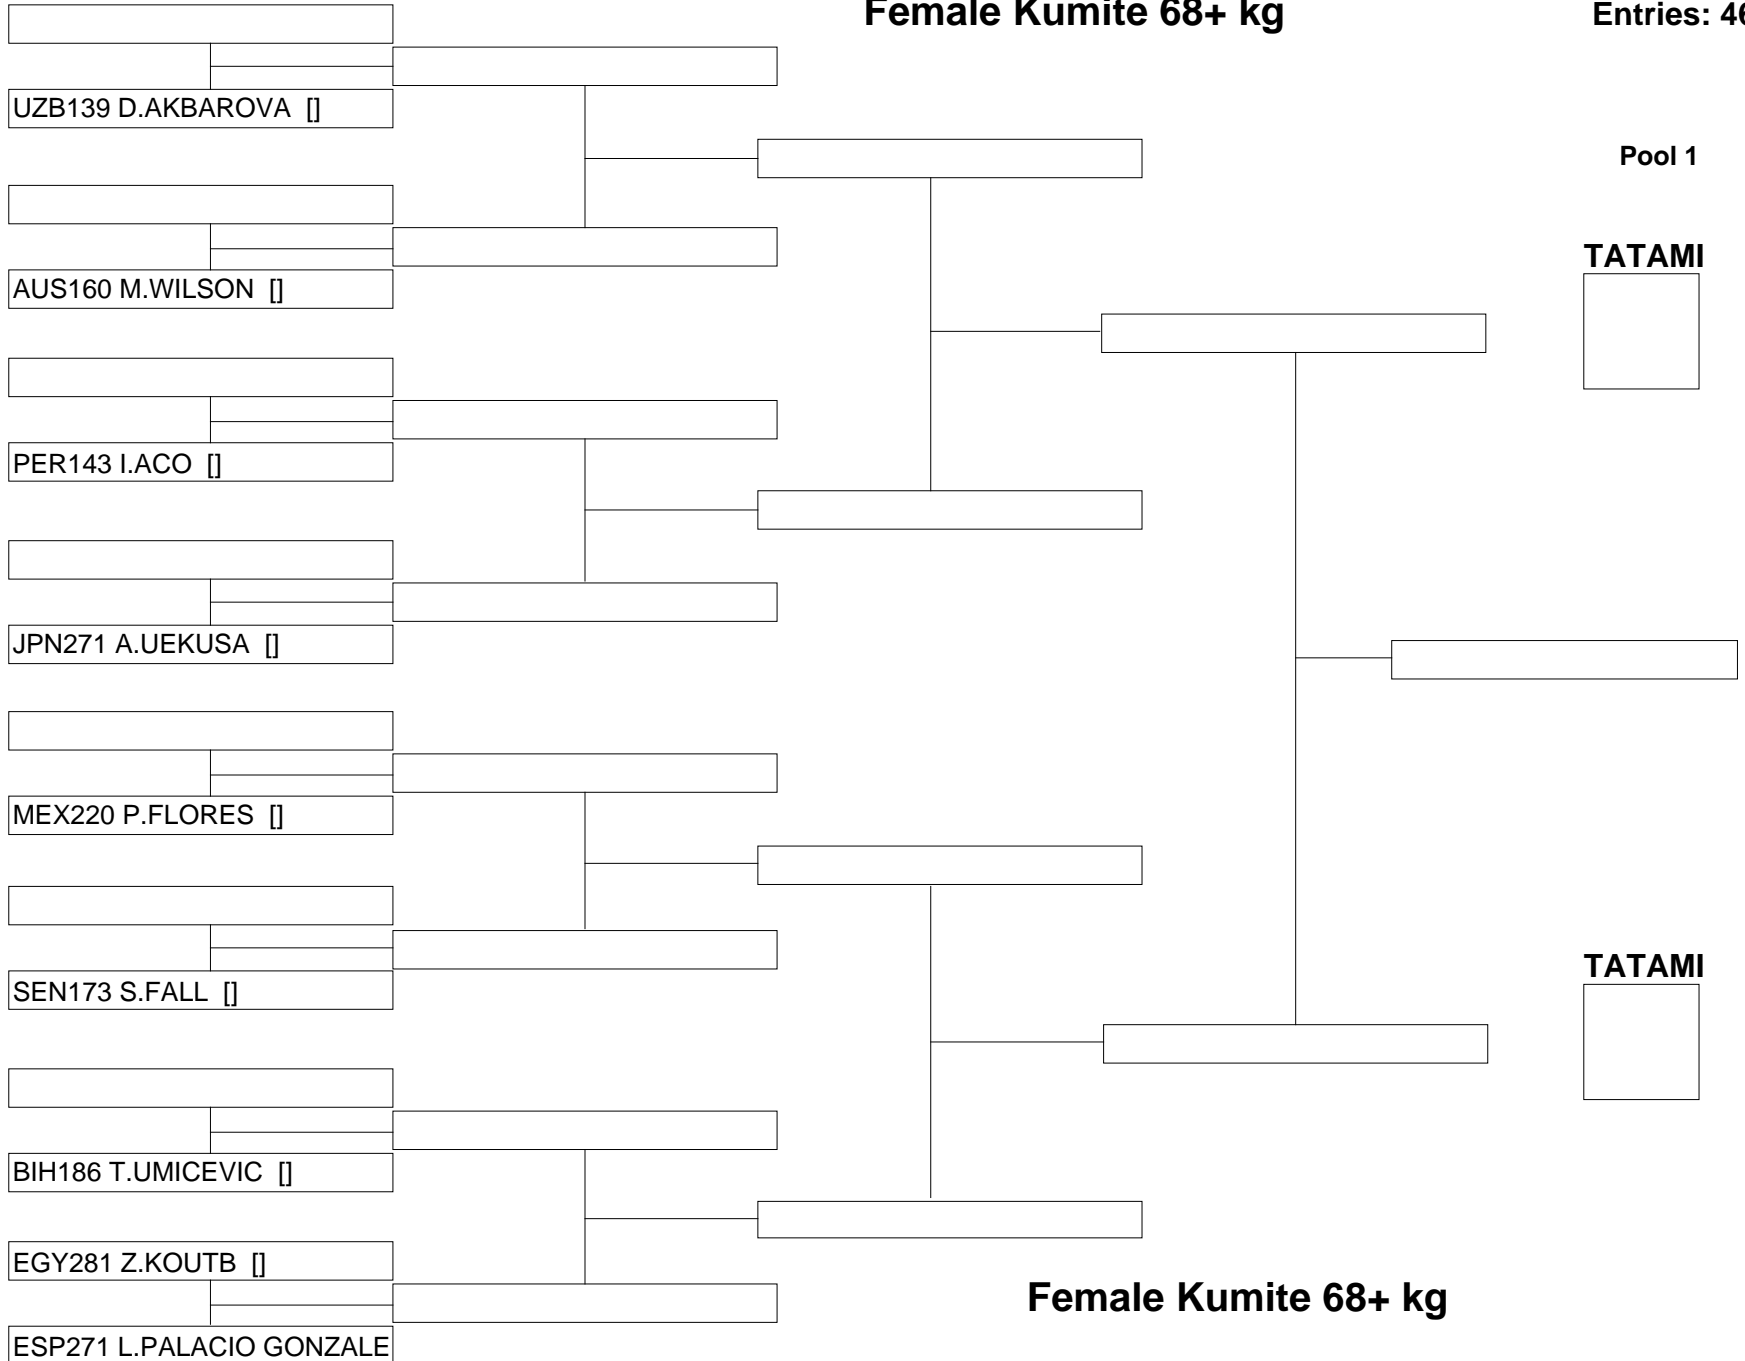 Female Kumite 68+ kg
Entries: 46
UZB139 D.AKBAROVA []
Pool 1
TATAMI
AUS160 M.WILSON []
PER143 I.ACO []
JPN271 A.UEKUSA []
MEX220 P.FLORES []
TATAMI
SEN173 S.FALL []
BIH186 T.UMICEVIC []
EGY281 Z.KOUTB []
Female Kumite 68+ kg
ESP271 L.PALACIO GONZALE